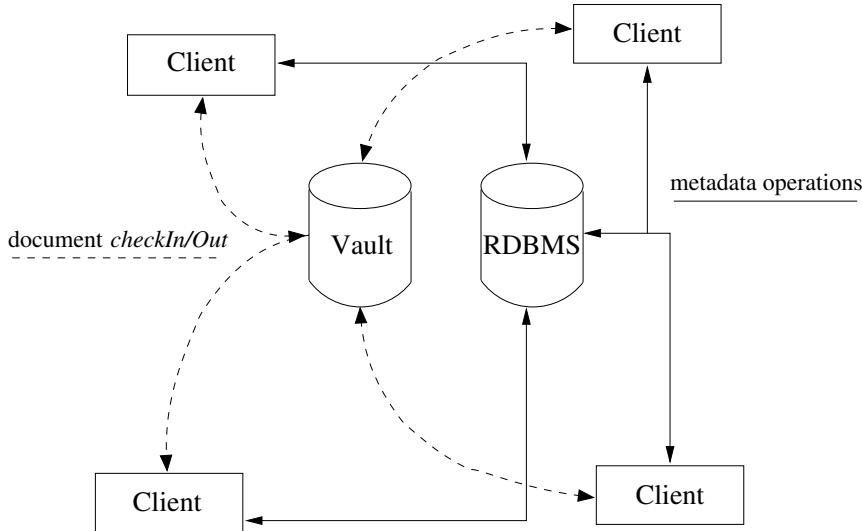 Client
Client
metadata operations
document checkIn/Out
Vault
RDBMS
Client
Client